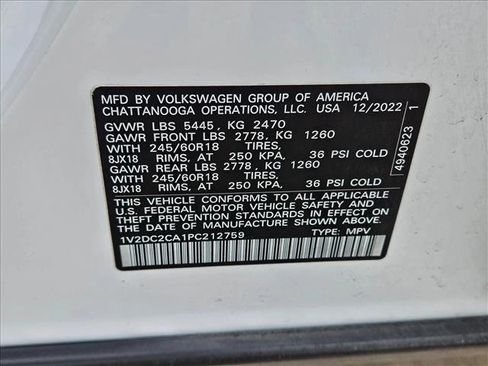 MFD BY VOLKSWAGEN GROUP OF AMERICA
CHATTANOOGA OPERATIONS, LLC. USA 12/2022
GVWR LBS 5445, KG 2470
GAWR FRONT LBS 2778, KG 1260
WITH 245/60R18 TIRES,
8JX18 RIMS, AT 250 KPA, 36 PSI COLD
GAWR REAR LBS 2778, KG 1260
WITH 245/60R18 TIRES,
8JX18 RIMS, AT 250 KPA, 36 PSI COLD
THIS VEHICLE CONFORMS TO ALL APPLICABLE
U.S. FEDERAL MOTOR VEHICLE SAFETY AND
THEFT PREVENTION STANDARDS IN EFFECT ON
THE DATE OF MANUFACTURE SHOWN ABOVE.
1V2DC2CA1PC212759 TYPE: MPV
4940623 1